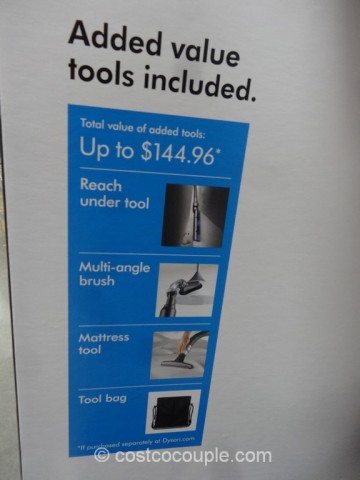 Added value
tools included.
Total value of added tools:
Up to $144.96*
Reach
under tool
Multi-angle
brush
Mattress
tool
Tool bag
*If purchased separately at Dyson.com
© costcocouple.com